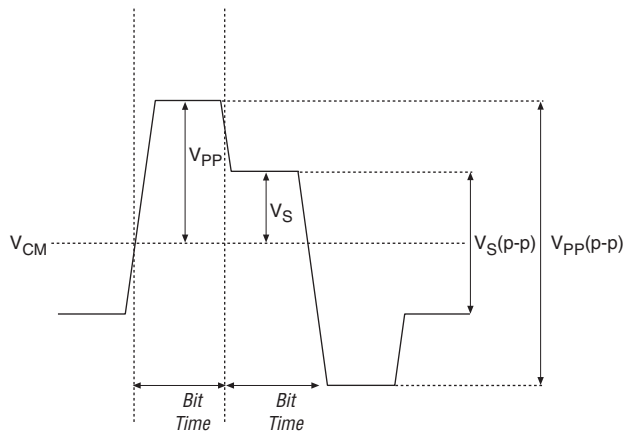 V_PP
V_S
V_CM
V_S(p-p)
V_PP(p-p)
Bit
Time
Bit
Time